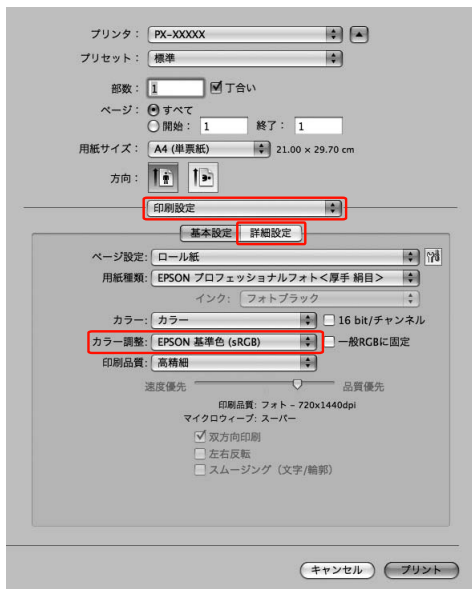 プリンタ： PX-XXXXX
プリセット： 標準
部数： 1 丁合い
ページ： すべて
開始： 1 終了： 1
用紙サイズ： A4 (単票紙) 21.00 × 29.70 cm
方向：
印刷設定
基本設定 詳細設定
ページ設定: ロール紙
用紙種類: EPSON プロフェッショナルフォト＜厚手 絹目＞
インク: フォトブラック
カラー: カラー 16 bit/チャンネル
カラー調整: EPSON 基準色 (sRGB) 一般RGBに固定
印刷品質: 高精細
速度優先 品質優先
印刷品質: フォト – 720x1440dpi
マイクロウィーブ: スーパー
双方向印刷
左右反転
スムージング（文字/輪郭）
キャンセル プリント